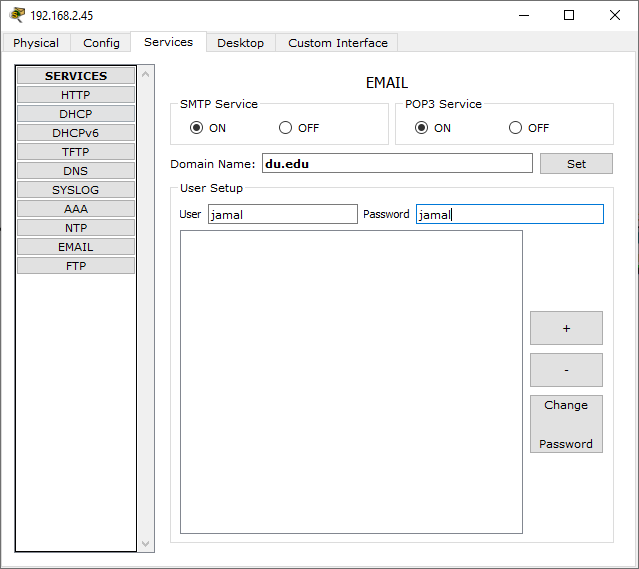 192.168.2.45
Physical Config Services Desktop Custom Interface
SERVICES
HTTP
DHCP
DHCPv6
TFTP
DNS
SYSLOG
AAA
NTP
EMAIL
FTP
EMAIL
SMTP Service
ON OFF
POP3 Service
ON OFF
Domain Name: du.edu Set
User Setup
User jamal Password jamal
+
-
Change
Password